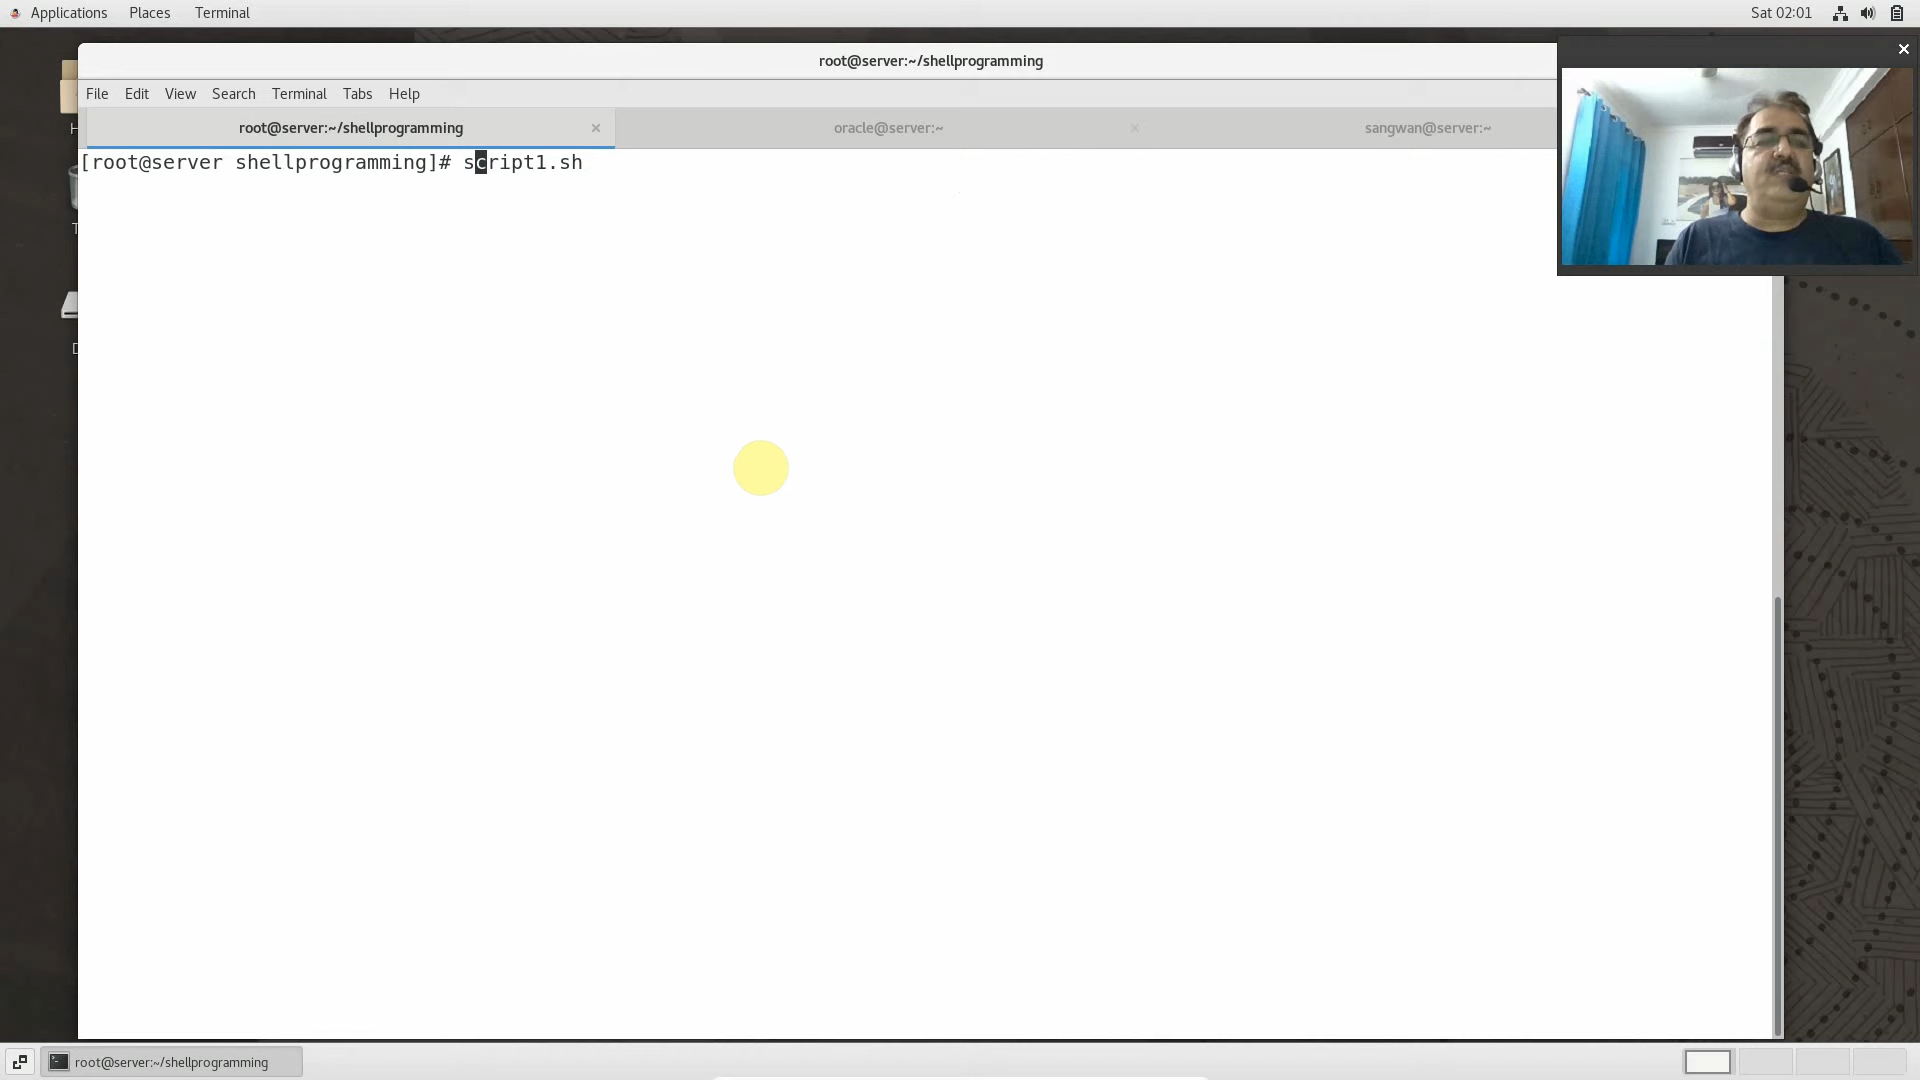 Applications Places Terminal Sat 02:01
root@server:~/shellprogramming
File Edit View Search Terminal Tabs Help
root@server:~/shellprogramming × oracle@server:~ × sangwan@server:~
[root@server shellprogramming]# script1.sh
root@server:~/shellprogramming